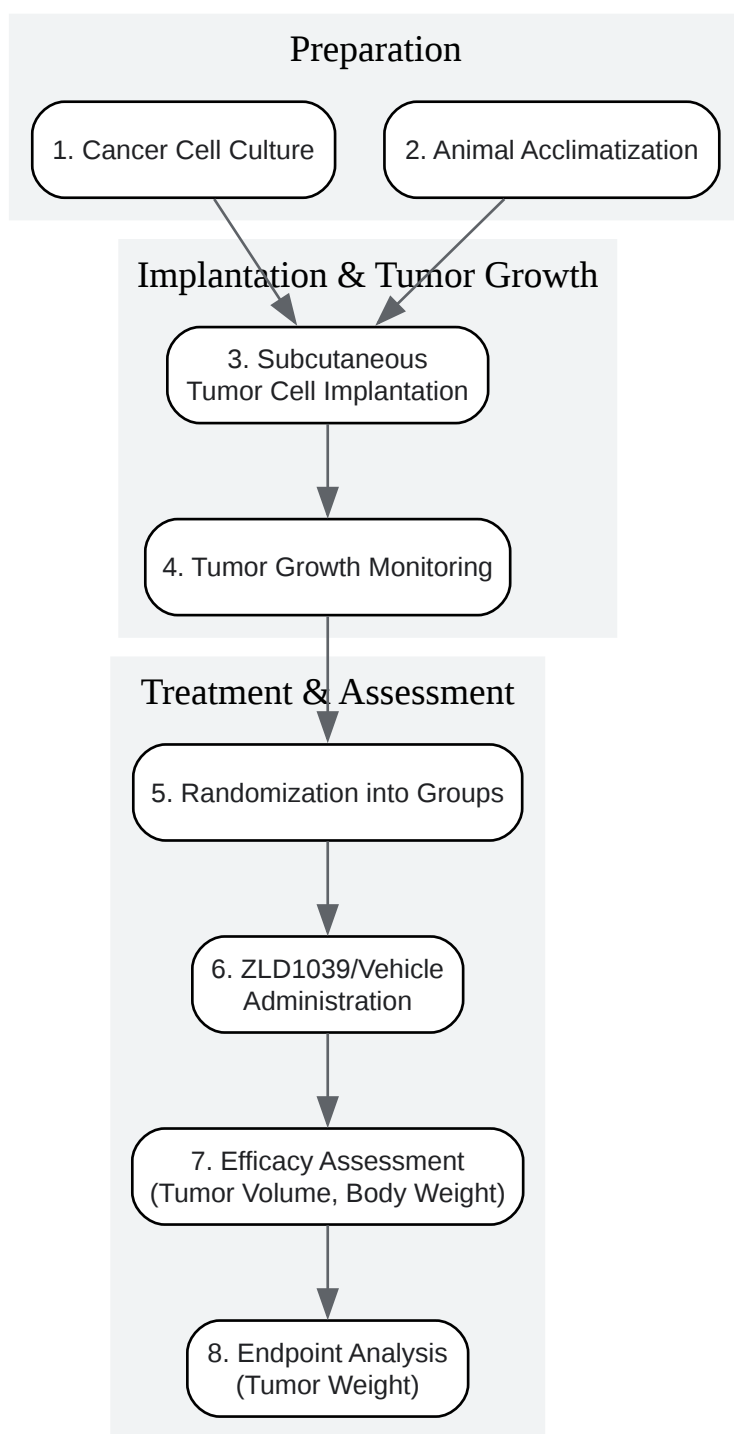 Preparation
1. Cancer Cell Culture
2. Animal Acclimatization
Implantation & Tumor Growth
3. Subcutaneous
Tumor Cell Implantation
4. Tumor Growth Monitoring
Treatment & Assessment
5. Randomization into Groups
6. ZLD1039/Vehicle
Administration
7. Efficacy Assessment
(Tumor Volume, Body Weight)
8. Endpoint Analysis
(Tumor Weight)